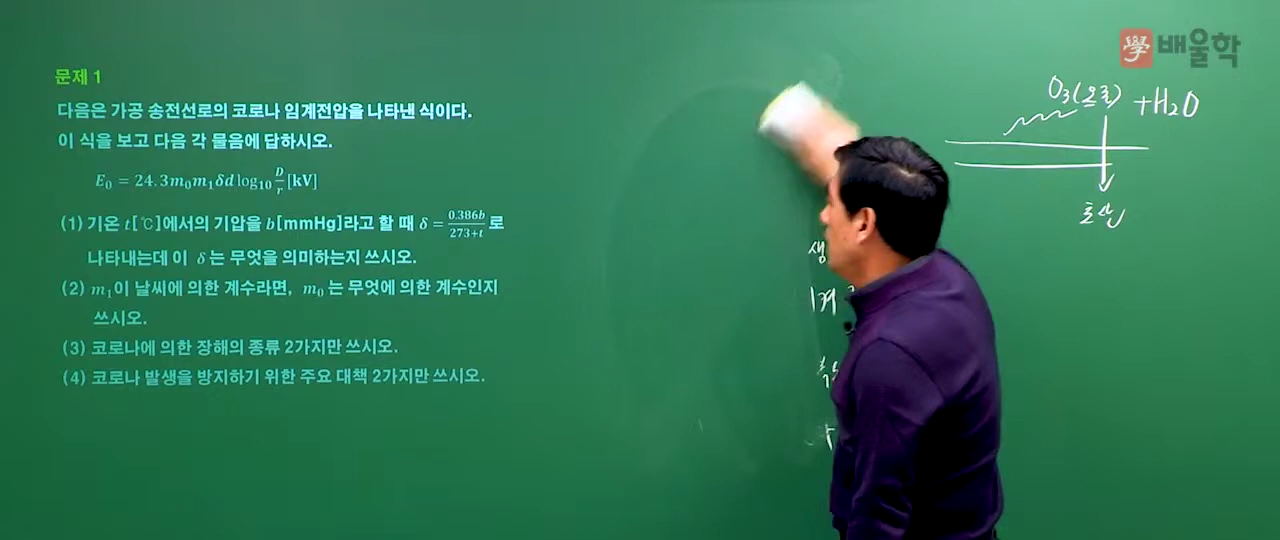 學 배울학
문제 1
다음은 가공 송전선로의 코로나 임계전압을 나타낸 식이다.
이 식을 보고 다음 각 물음에 답하시오.
E₀ = 24.3m₀m₁δd log₁₀ D/r [kV]
(1) 기온 t[℃]에서의 기압을 b[mmHg]라고 할 때 δ = 0.386b/273+t 로
나타내는데 이 δ는 무엇을 의미하는지 쓰시오.
(2) m₁이 날씨에 의한 계수라면, m₀는 무엇에 의한 계수인지
쓰시오.
(3) 코로나에 의한 장해의 종류 2가지만 쓰시오.
(4) 코로나 발생을 방지하기 위한 주요 대책 2가지만 쓰시오.
O₃(오존) + H₂O
초산